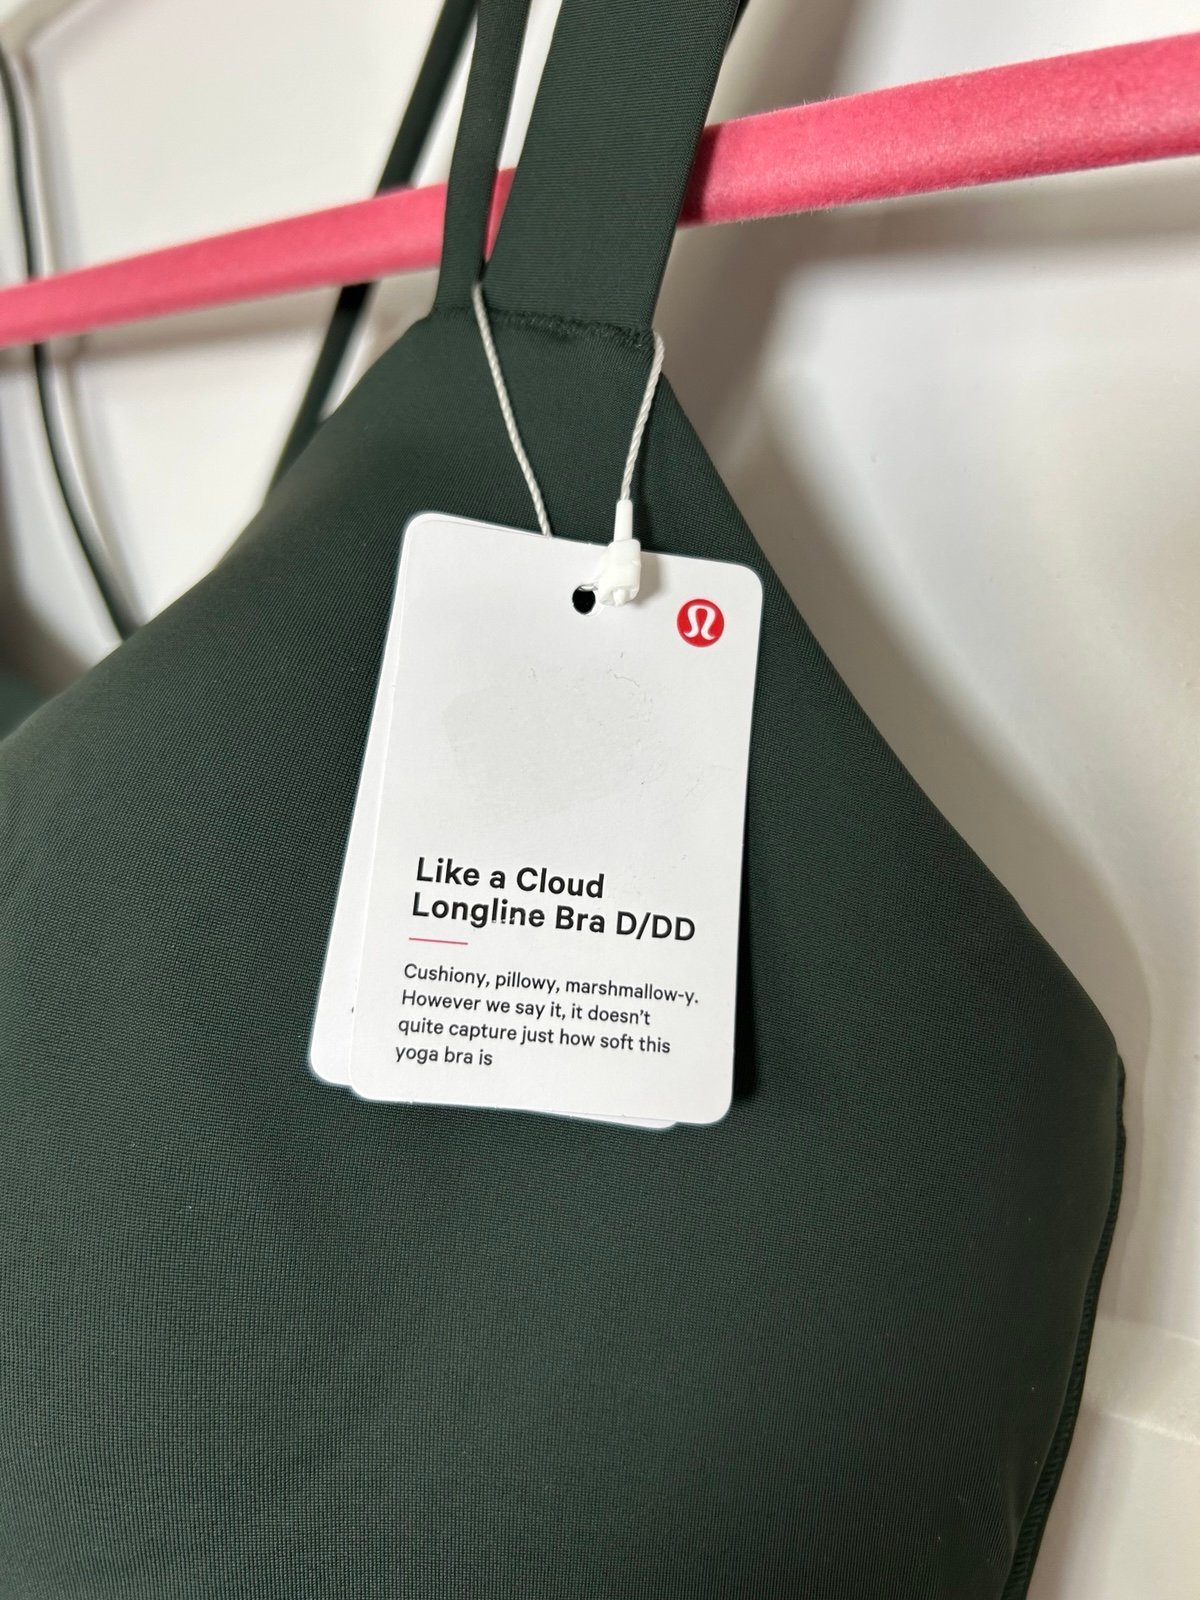 Like a Cloud
Longline Bra D/DD
Cushiony, pillowy, marshmallow-y.
However we say it, it doesn't
quite capture just how soft this
yoga bra is